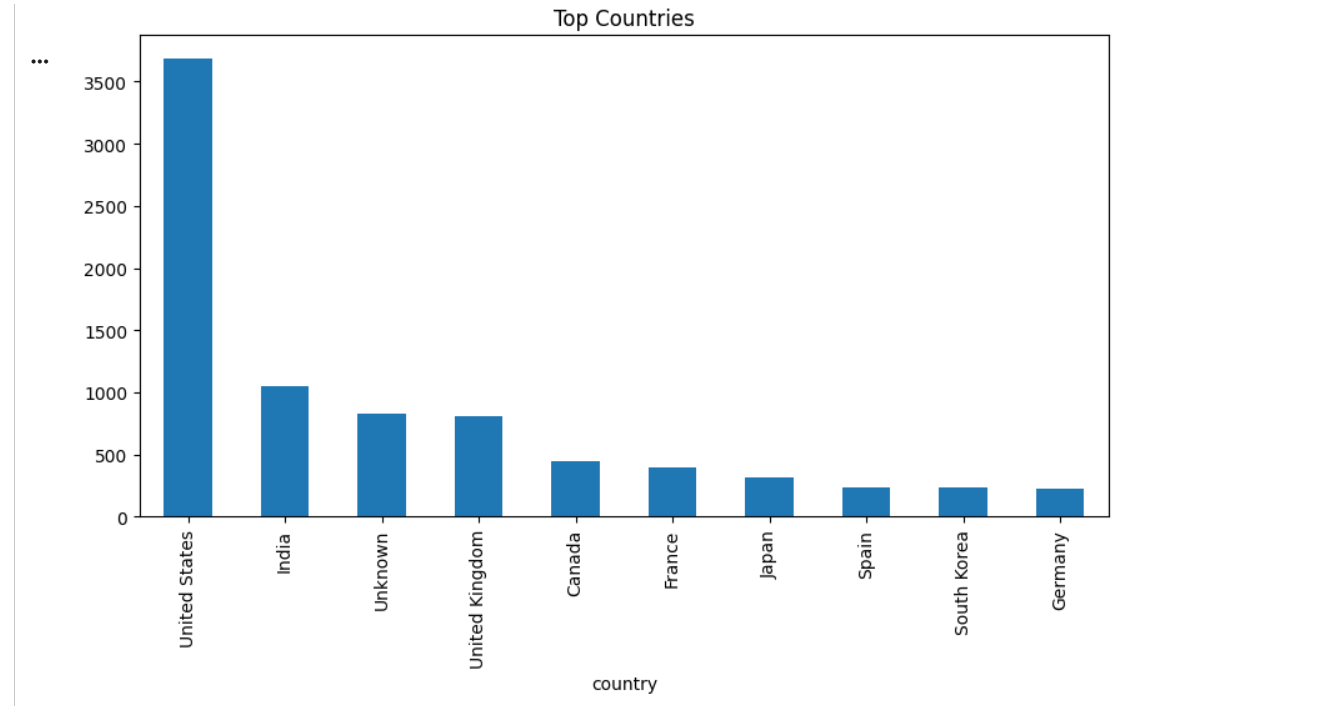 Top Countries
...
3500
3000
2500
2000
1500
1000
500
0
United States
India
Unknown
United Kingdom
Canada
France
Japan
Spain
South Korea
Germany
country